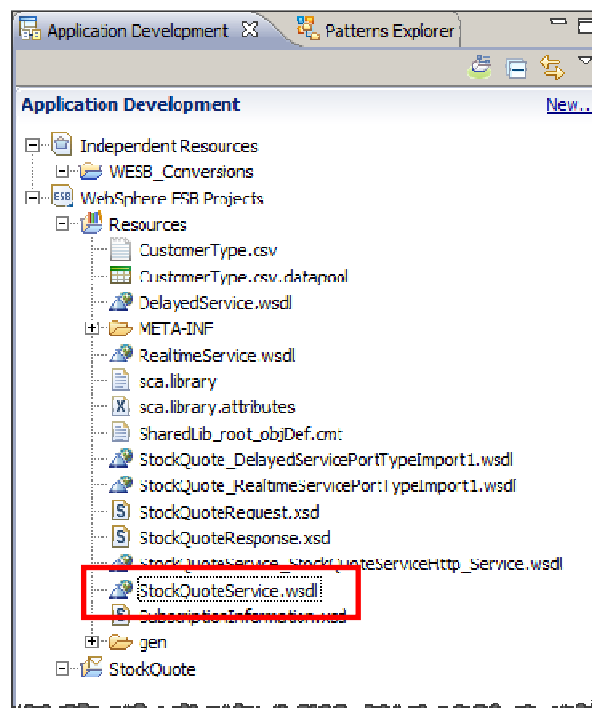 Application Development Patterns Explorer
Application Development New...
Independent Resources
WESB_Conversions
WebSphere ESB Projects
Resources
CustomerType.csv
CustomerType.csv.datapool
DelayedService.wsdl
META-INF
RealtimeService.wsdl
sca.library
sca.library.attributes
SharedLib_root_objDef.cmt
StockQuote_DelayedServicePortTypeImport1.wsdl
StockQuote_RealtimeServicePortTypeImport1.wsdl
StockQuoteRequest.xsd
StockQuoteResponse.xsd
StockQuoteService_StockQuoteServiceHttp_Service.wsdl
StockQuoteService.wsdl
SubscriptionInformation.xsd
gen
StockQuote